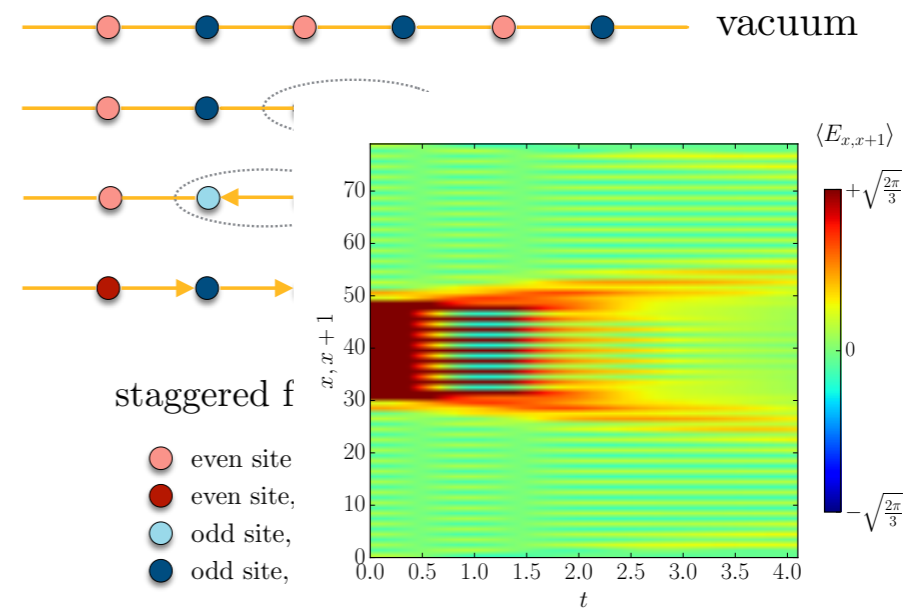 vacuum
staggered f
even site
even site,
odd site,
odd site,
⟨E_{x,x+1}⟩
+√(2π/3)
0
−√(2π/3)
x, x + 1
70
60
50
40
30
20
10
0
0.0 0.5 1.0 1.5 2.0 2.5 3.0 3.5 4.0
t